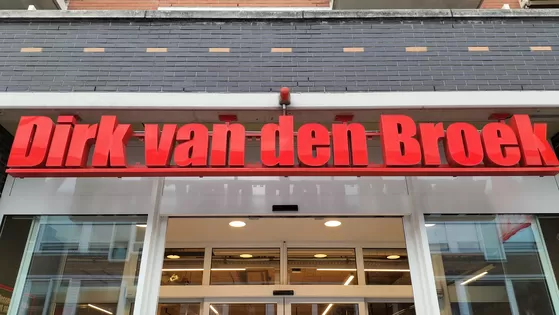 Dirk van den Broek